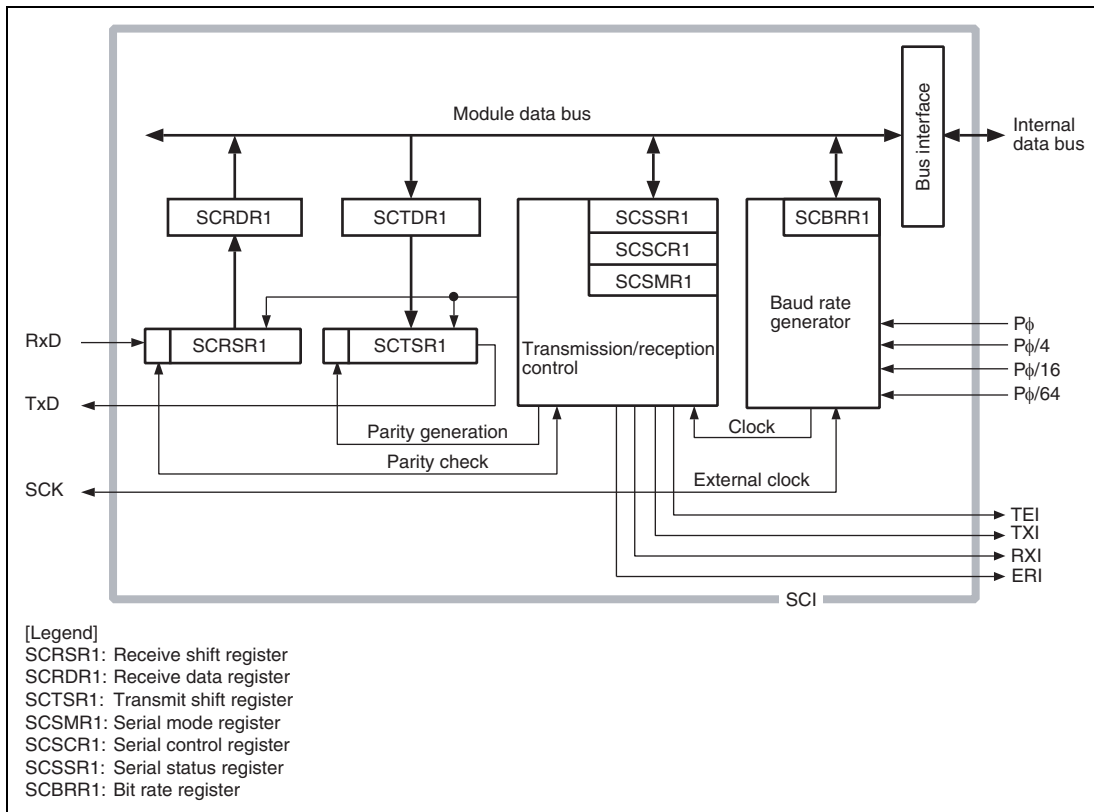 Module data bus
Bus interface
Internal
data bus
SCRDR1
SCTDR1
SCSSR1
SCSCR1
SCSMR1
SCBRR1
Baud rate
generator
RxD
SCRSR1
SCTSR1
Transmission/reception
control
Pϕ
Pϕ/4
Pϕ/16
Pϕ/64
TxD
Parity generation
Clock
Parity check
SCK
External clock
TEI
TXI
RXI
ERI
SCI
[Legend]
SCRSR1: Receive shift register
SCRDR1: Receive data register
SCTSR1: Transmit shift register
SCSMR1: Serial mode register
SCSCR1: Serial control register
SCSSR1: Serial status register
SCBRR1: Bit rate register